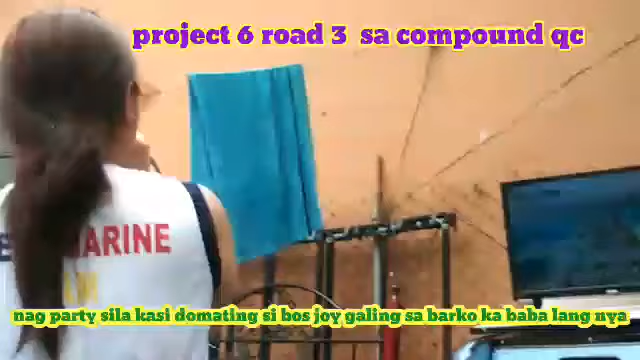 project 6 road 3 sa compound qc
ARINE
nag party sila kasi domating si bos joy galing sa barko ka baba lang nya